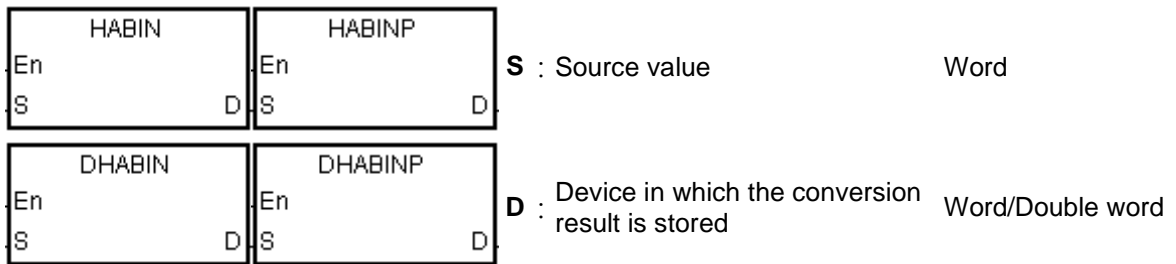 HABIN HABINP
En En
S D S D
S : Source value Word
DHABIN DHABINP
En En
S D S D
D : Device in which the conversion result is stored Word/Double word